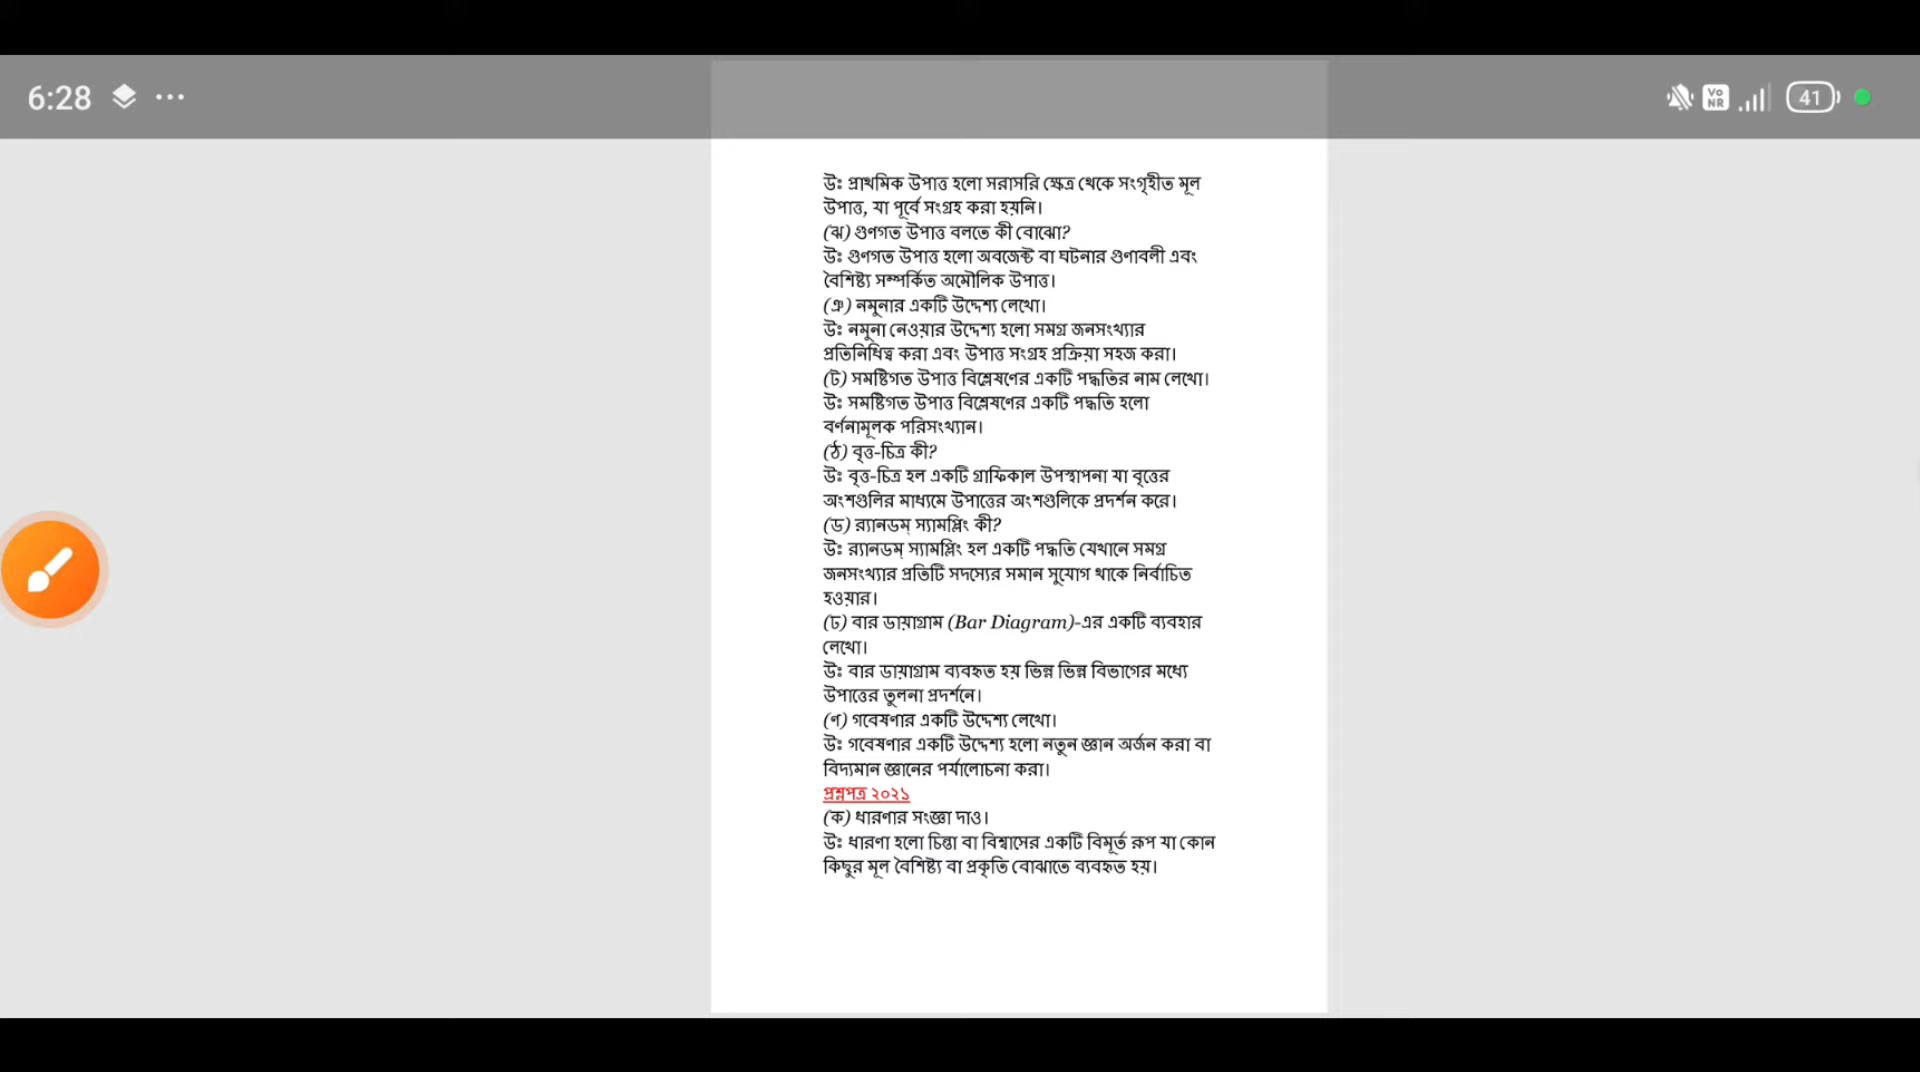 6:28
VoNR
41
উঃ প্রাথমিক উপাত্ত হলো সরাসরি ক্ষেত্র থেকে সংগৃহীত মূল
উপাত্ত, যা পূর্বে সংগ্রহ করা হয়নি।
(ঝ) গুণগত উপাত্ত বলতে কী বোঝো?
উঃ গুণগত উপাত্ত হলো অবজেক্ট বা ঘটনার গুণাবলী এবং
বৈশিষ্ট্য সম্পর্কিত অমৌলিক উপাত্ত।
(ঞ) নমুনার একটি উদ্দেশ্য লেখো।
উঃ নমুনা নেওয়ার উদ্দেশ্য হলো সমগ্র জনসংখ্যার
প্রতিনিধিত্ব করা এবং উপাত্ত সংগ্রহ প্রক্রিয়া সহজ করা।
(ট) সমষ্টিগত উপাত্ত বিশ্লেষণের একটি পদ্ধতির নাম লেখো।
উঃ সমষ্টিগত উপাত্ত বিশ্লেষণের একটি পদ্ধতি হলো
বর্ণনামূলক পরিসংখ্যান।
(ঠ) বৃত্ত-চিত্র কী?
উঃ বৃত্ত-চিত্র হল একটি গ্রাফিকাল উপস্থাপনা যা বৃত্তের
অংশগুলির মাধ্যমে উপাত্তের অংশগুলিকে প্রদর্শন করে।
(ড) র‍্যানডম্ স্যামপ্লিং কী?
উঃ র‍্যানডম্ স্যামপ্লিং হল একটি পদ্ধতি যেখানে সমগ্র
জনসংখ্যার প্রতিটি সদস্যের সমান সুযোগ থাকে নির্বাচিত
হওয়ার।
(ঢ) বার ডায়াগ্রাম (Bar Diagram)-এর একটি ব্যবহার
লেখো।
উঃ বার ডায়াগ্রাম ব্যবহৃত হয় ভিন্ন ভিন্ন বিভাগের মধ্যে
উপাত্তের তুলনা প্রদর্শনে।
(ণ) গবেষণার একটি উদ্দেশ্য লেখো।
উঃ গবেষণার একটি উদ্দেশ্য হলো নতুন জ্ঞান অর্জন করা বা
বিদ্যমান জ্ঞানের পর্যালোচনা করা।
প্রশ্নপত্র ২০২১
(ক) ধারণার সংজ্ঞা দাও।
উঃ ধারণা হলো চিন্তা বা বিশ্বাসের একটি বিমূর্ত রূপ যা কোন
কিছুর মূল বৈশিষ্ট্য বা প্রকৃতি বোঝাতে ব্যবহৃত হয়।